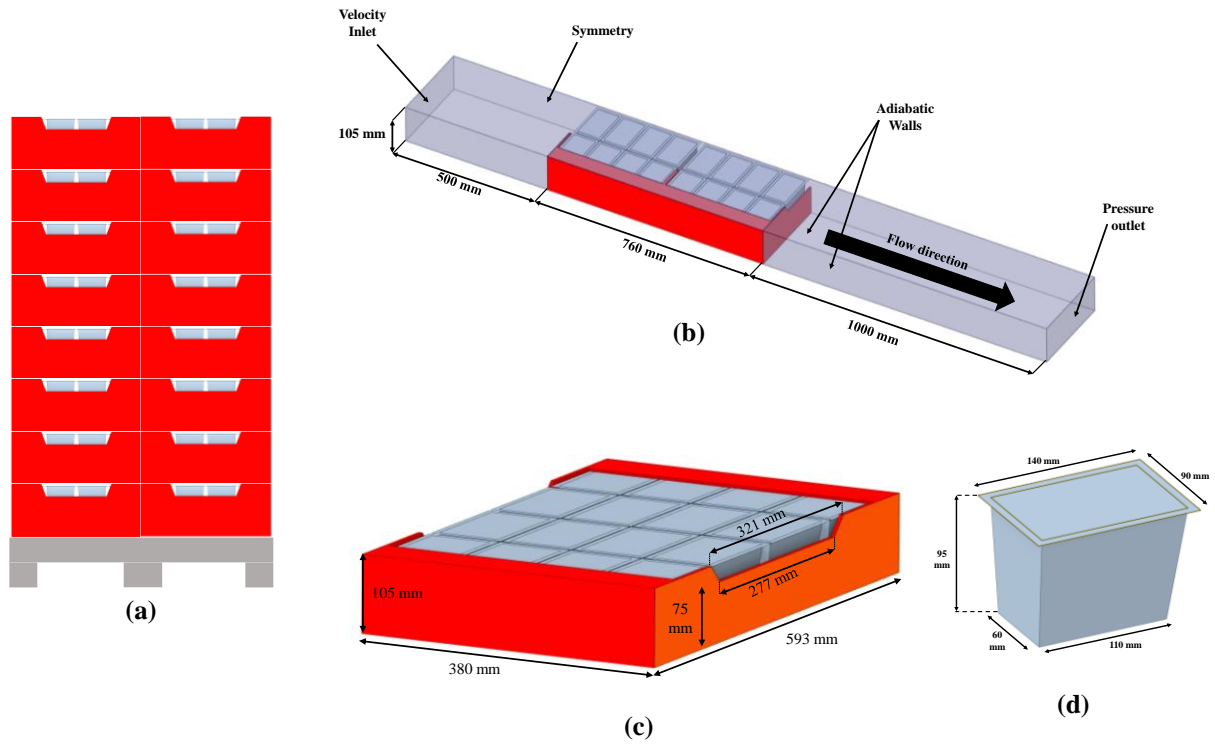 (a)
Velocity
Inlet
Symmetry
105 mm
500 mm
760 mm
1000 mm
Adiabatic
Walls
Flow direction
Pressure
outlet
(b)
321 mm
277 mm
105 mm
75
mm
380 mm
593 mm
(c)
140 mm
90 mm
95
mm
60
mm
110 mm
(d)